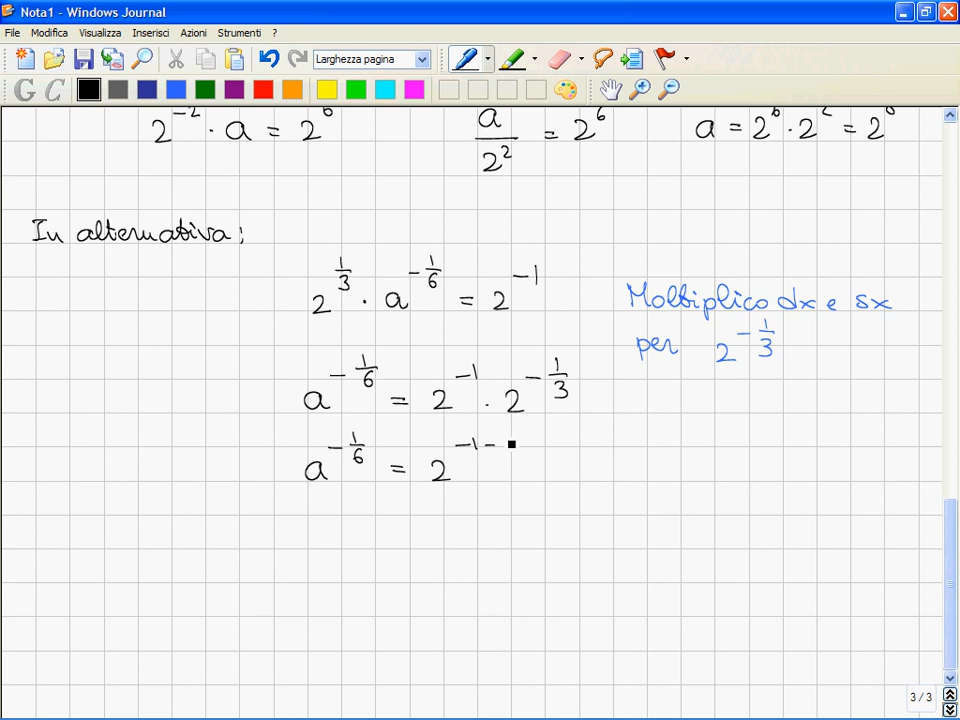 Nota1 - Windows Journal
File Modifica Visualizza Inserisci Azioni Strumenti ?
Larghezza pagina
2^-2 · a = 2^6   a/2^2 = 2^6   a = 2^6 · 2^2 = 2^8
In alternativa:
2^(1/3) · a^(-1/6) = 2^-1
Moltiplico dx e sx
per 2^(-1/3)
a^(-1/6) = 2^-1 · 2^(-1/3)
a^(-1/6) = 2^(-1-
3 / 3